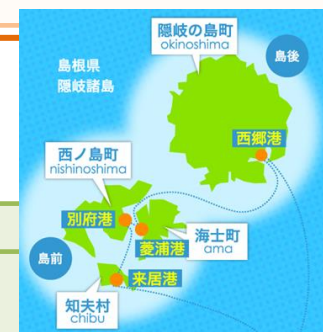 隠岐の島町
okinoshima
島後
島根県
隠岐諸島
西郷港
西ノ島町
nishinoshima
別府港
菱浦港
海士町
ama
島前
来居港
知夫村
chibu